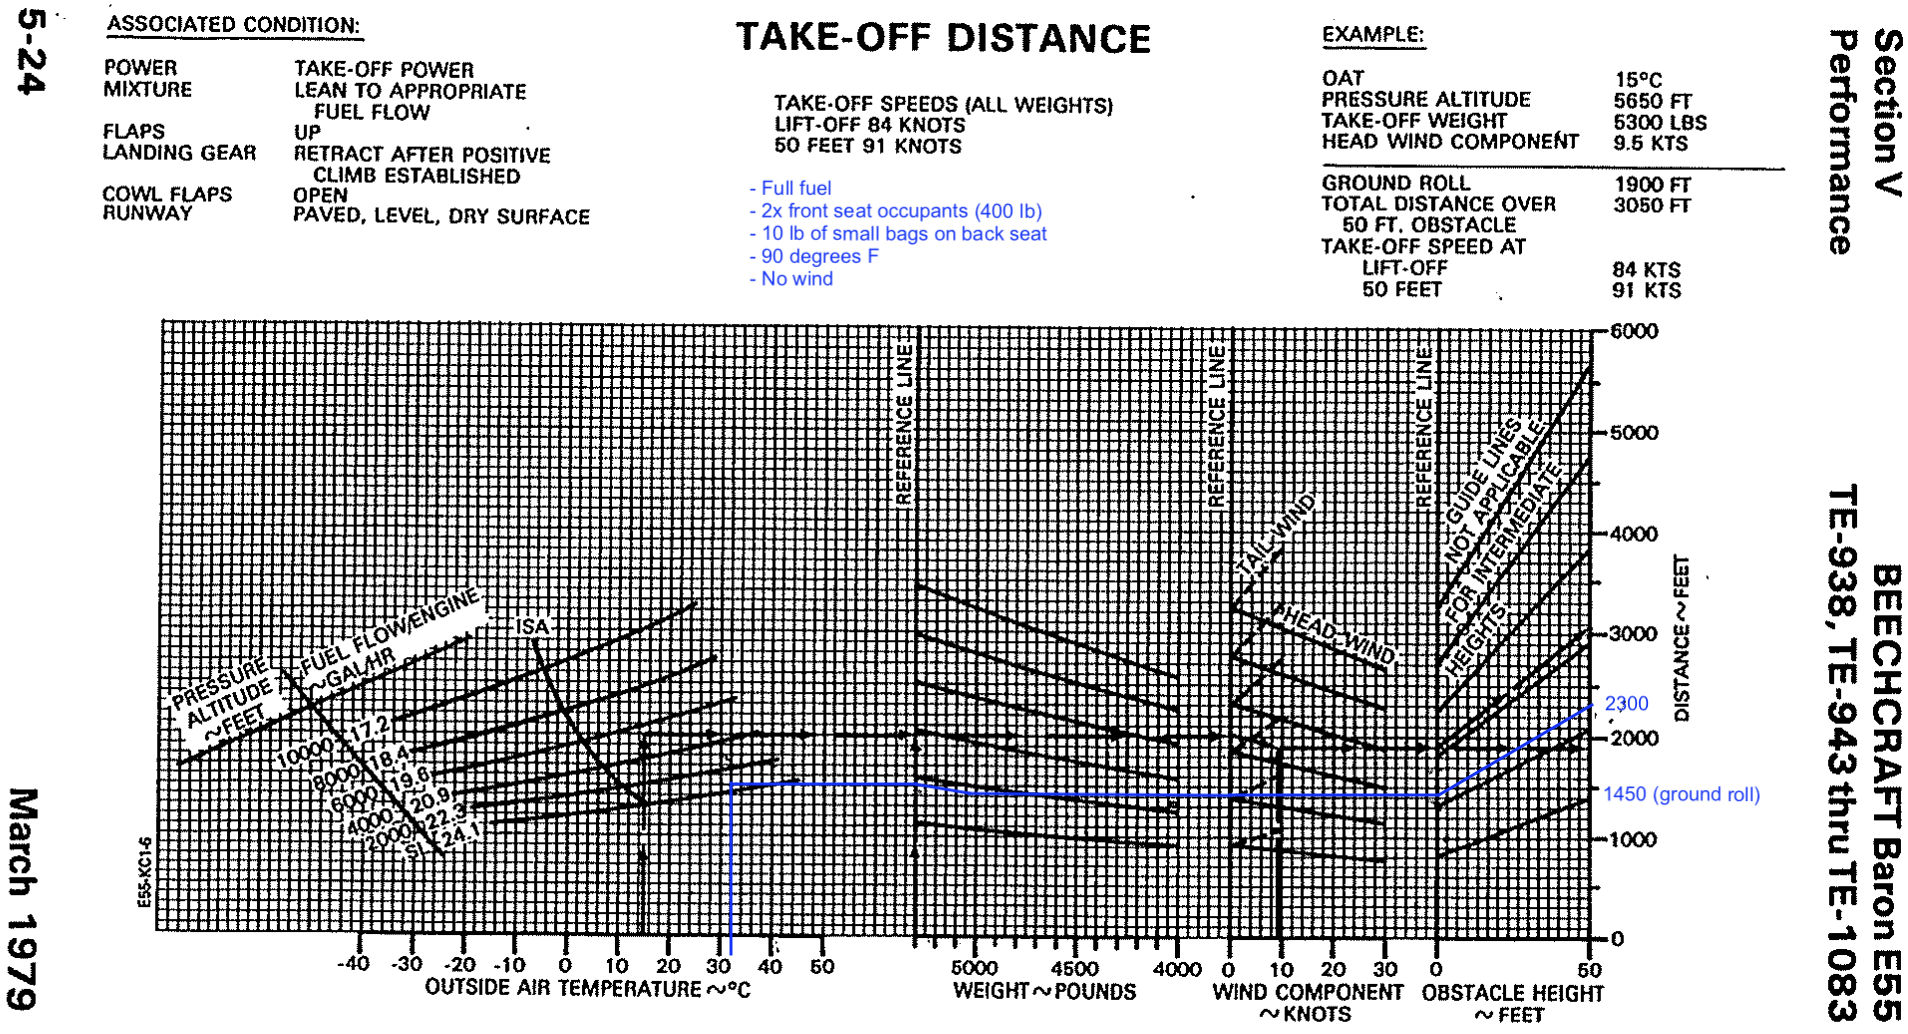 5-24
ASSOCIATED CONDITION:
POWER TAKE-OFF POWER
MIXTURE LEAN TO APPROPRIATE
FUEL FLOW
FLAPS UP
LANDING GEAR RETRACT AFTER POSITIVE
CLIMB ESTABLISHED
COWL FLAPS OPEN
RUNWAY PAVED, LEVEL, DRY SURFACE
TAKE-OFF DISTANCE
TAKE-OFF SPEEDS (ALL WEIGHTS)
LIFT-OFF 84 KNOTS
50 FEET 91 KNOTS
- Full fuel
- 2x front seat occupants (400 lb)
- 10 lb of small bags on back seat
- 90 degrees F
- No wind
EXAMPLE:
OAT 15°C
PRESSURE ALTITUDE 5650 FT
TAKE-OFF WEIGHT 5300 LBS
HEAD WIND COMPONENT 9.5 KTS
GROUND ROLL 1900 FT
TOTAL DISTANCE OVER 3050 FT
50 FT. OBSTACLE
TAKE-OFF SPEED AT
LIFT-OFF 84 KTS
50 FEET 91 KTS
Section V
Performance
BEECHCRAFT Baron E55
TE-938, TE-943 thru TE-1083
March 1979
E55-KC1-6
PRESSURE
ALTITUDE
~FEET
FUEL FLOW/ENGINE
~GAL/HR
ISA
10000 17.2
8000 18.4
6000 19.6
4000 20.9
2000 22.3
SL 24.1
REFERENCE LINE
REFERENCE LINE
REFERENCE LINE
TAIL WIND
HEAD WIND
GUIDE LINES
NOT APPLICABLE
FOR INTERMEDIATE
HEIGHTS
6000
5000
4000
3000
2300
2000
1450 (ground roll)
1000
0
DISTANCE~FEET
-40 -30 -20 -10 0 10 20 30 40 50
OUTSIDE AIR TEMPERATURE ~°C
5000 4500 4000
WEIGHT~POUNDS
0 10 20 30
WIND COMPONENT
~KNOTS
0 50
OBSTACLE HEIGHT
~FEET